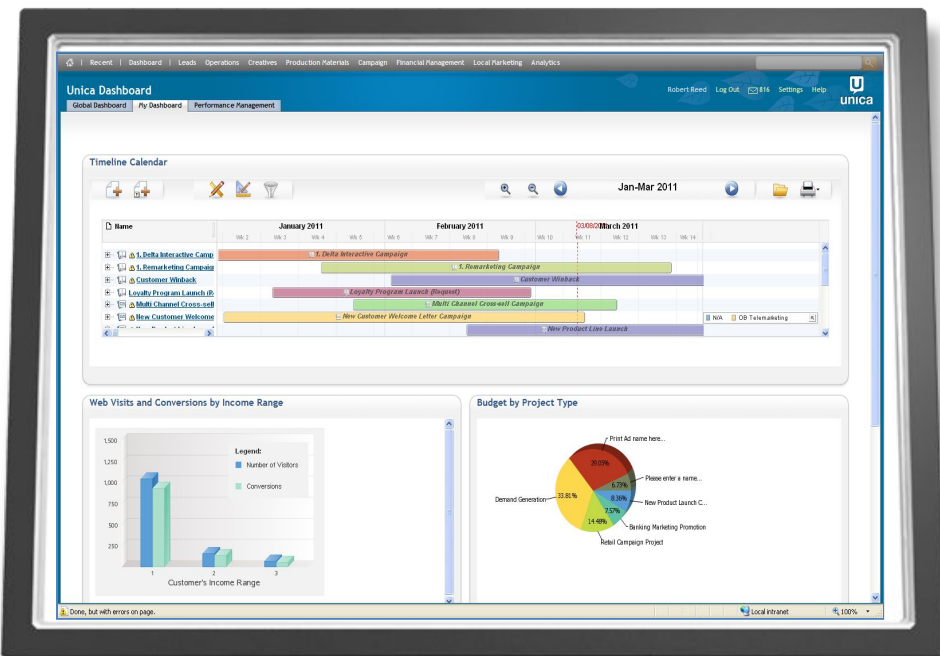 | Recent | Dashboard | Leads Operations Creatives Production Materials Campaign Financial Management Local Marketing Analytics
Unica Dashboard
Robert Reed Log Out 816 Settings Help
unica
Global Dashboard My Dashboard Performance Management
Timeline Calendar
Jan-Mar 2011
Name
January 2011 February 2011 March 2011
Wk 2 Wk 3 Wk 4 Wk 5 Wk 6 Wk 7 Wk 8 Wk 9 Wk 10 Wk 11 Wk 12 Wk 13 Wk 14
1. Delta Interactive Camp 1. Delta Interactive Campaign
1. Remarketing Campaign 1. Remarketing Campaign
Customer Winback Customer Winback
Loyalty Program Launch (R Loyalty Program Launch (Request)
Multi Channel Cross-sell Multi Channel Cross-sell Campaign
New Customer Welcome New Customer Welcome Letter Campaign
N/A OB Telemarketing
New Product Line Launch
Web Visits and Conversions by Income Range
1,500
1,250
1,000
750
500
250
Legend:
Number of Visitors
Conversions
1 2 3
Customer's Income Range
Budget by Project Type
Print Ad name here...
Please enter a name...
6.73%
Demand Generation 33.81%
8.36%
New Product Launch C...
7.57%
14.48%
Banking Marketing Promotion
Retail Campaign Project
Done, but with errors on page.
Local intranet 100%